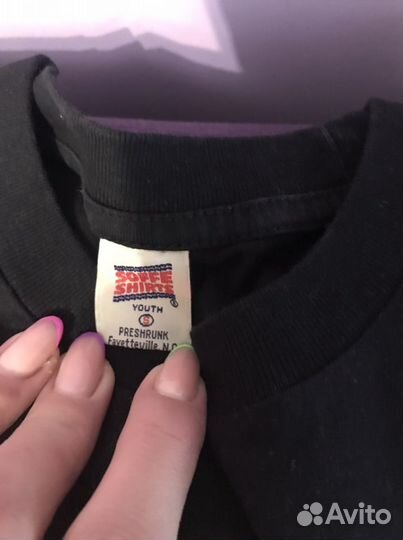 SOFFE
SHIRTS
®
YOUTH
S
PRESHRUNK
Fayetteville, N.C.
Avito